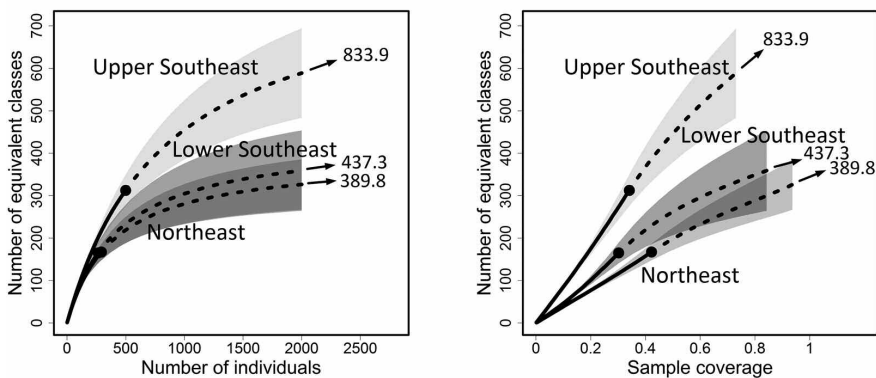 Number of equivalent classes
700
600
500
400
300
200
100
0
Upper Southeast
833.9
Lower Southeast
437.3
389.8
Northeast
0 500 1000 1500 2000 2500
Number of individuals
Number of equivalent classes
700
600
500
400
300
200
100
0
Upper Southeast
833.9
Lower Southeast
437.3
389.8
Northeast
0 0.2 0.4 0.6 0.8 1
Sample coverage